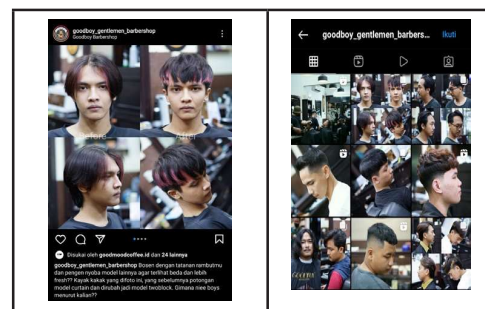 goodboy_gentlemen_barbershop
Goodboy Barbershop
Disukai oleh goodmoodcoffee.id dan 24 lainnya
goodboy_gentlemen_barbershop Bosen dengan tatanan rambutmu
dan pengen nyoba model lainnya agar terlihat beda dan lebih
fresh?? Kayak kakak yang difoto ini, yang sebelumnya potongan
model curtain dan dirubah jadi model twoblock. Gimana niee boys
menurut kalian??
goodboy_gentlemen_barbers...
Ikuti